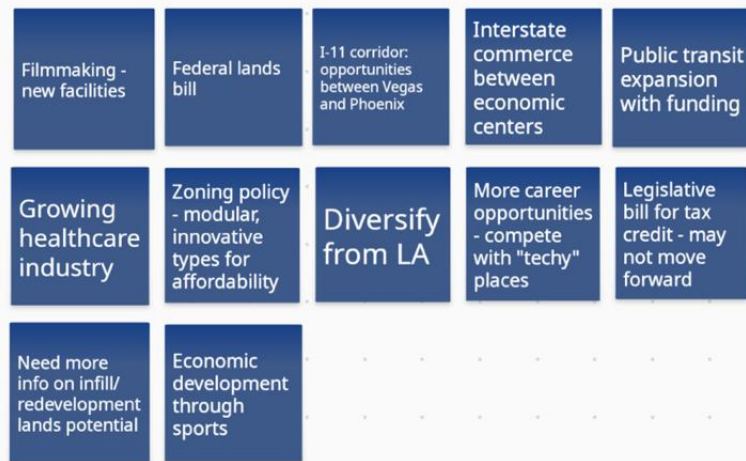 Filmmaking -
new facilities
Federal lands
bill
I-11 corridor:
opportunities
between Vegas
and Phoenix
Interstate
commerce
between
economic
centers
Public transit
expansion
with funding
Growing
healthcare
industry
Zoning policy
- modular,
innovative
types for
affordability
Diversify
from LA
More career
opportunities
- compete
with "techy"
places
Legislative
bill for tax
credit - may
not move
forward
Need more
info on infill/
redevelopment
lands potential
Economic
development
through
sports